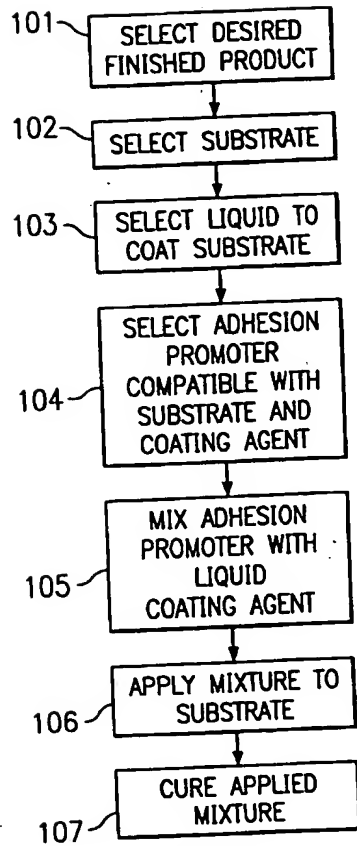 101
SELECT DESIRED
FINISHED PRODUCT
102
SELECT SUBSTRATE
103
SELECT LIQUID TO
COAT SUBSTRATE
104
SELECT ADHESION
PROMOTER
COMPATIBLE WITH
SUBSTRATE AND
COATING AGENT
105
MIX ADHESION
PROMOTER WITH
LIQUID
COATING AGENT
106
APPLY MIXTURE TO
SUBSTRATE
107
CURE APPLIED
MIXTURE